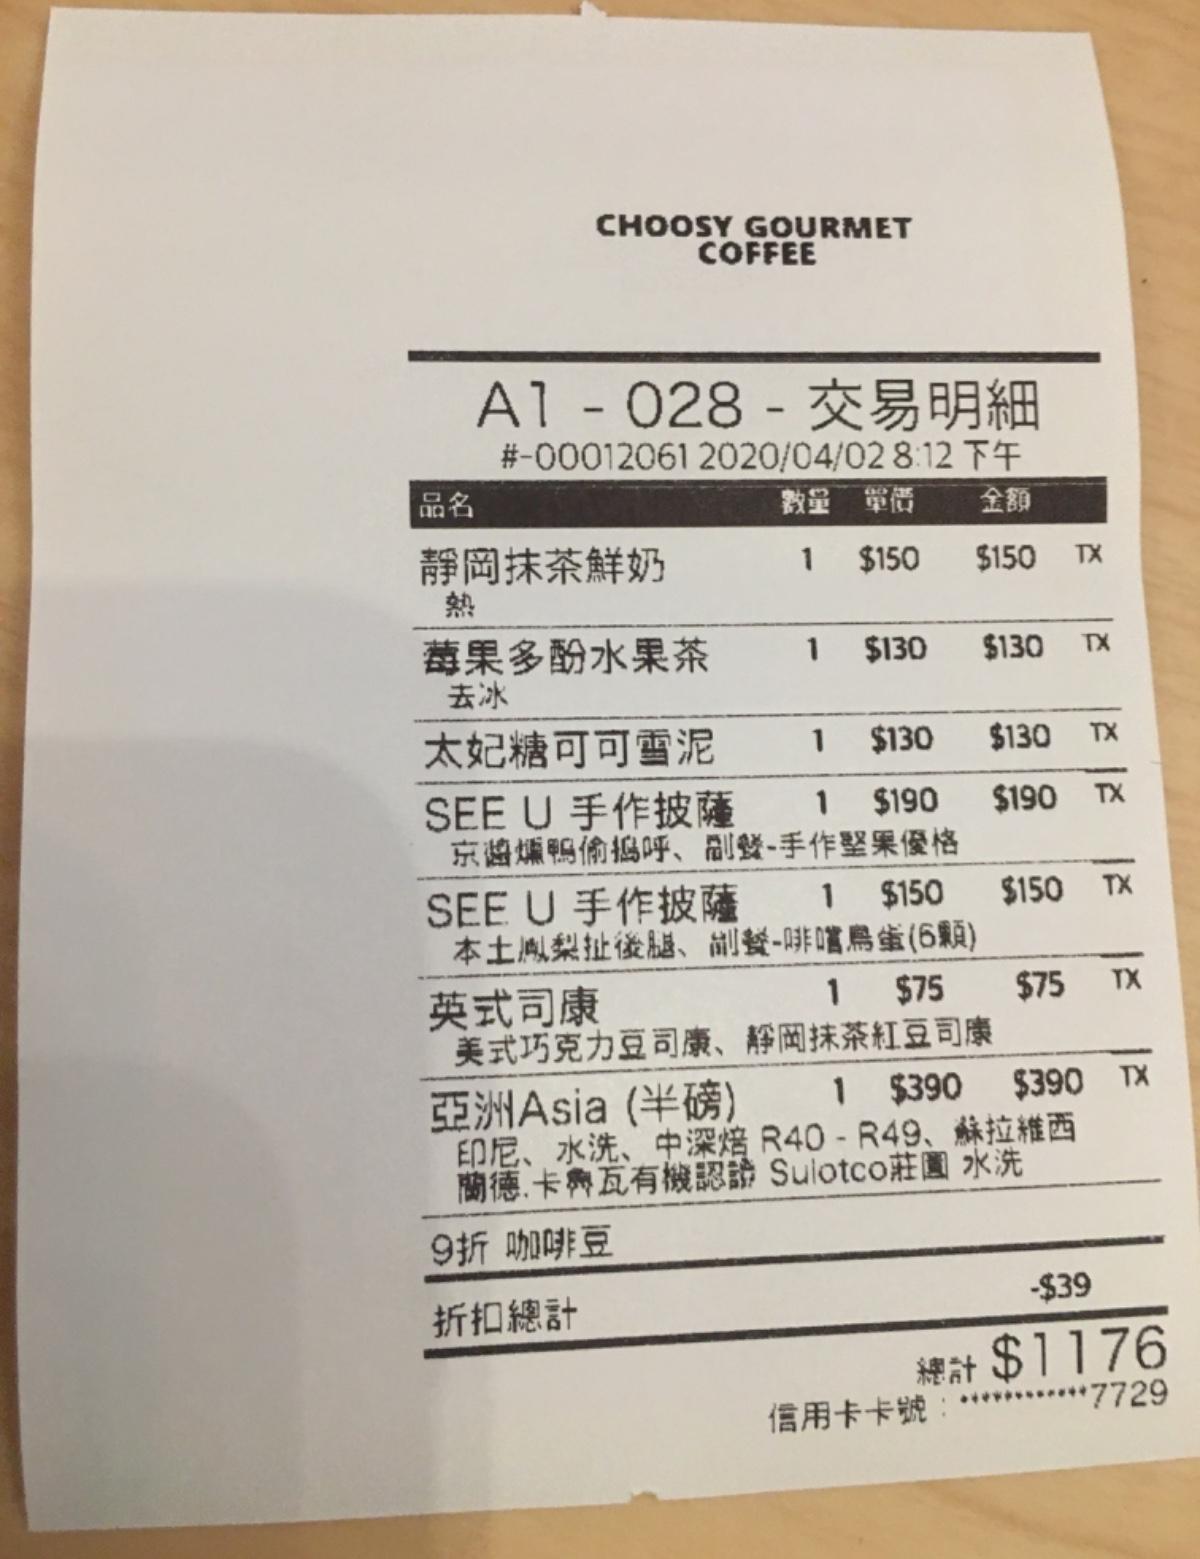 CHOOSY GOURMET
COFFEE
A1 - 028 - 交易明細
#-00012061 2020/04/02 8:12 下午
品名 數量 單價 金額
靜岡抹茶鮮奶 1 $150 $150 TX
熱
莓果多酚水果茶 1 $130 $130 TX
去冰
太妃糖可可雪泥 1 $130 $130 TX
SEE U 手作披薩 1 $190 $190 TX
京醬燻鴨偷搗呼、副餐-手作堅果優格
SEE U 手作披薩 1 $150 $150 TX
本土鳳梨扯後腿、副餐-啡嚐鳥蛋(6顆)
英式司康 1 $75 $75 TX
美式巧克力豆司康、靜岡抹茶紅豆司康
亞洲Asia (半磅) 1 $390 $390 TX
印尼、水洗、中深焙 R40 - R49、蘇拉維西
蘭德.卡魯瓦有機認證 Sulotco莊園 水洗
9折 咖啡豆
折扣總計 -$39
總計 $1176
信用卡卡號：************7729